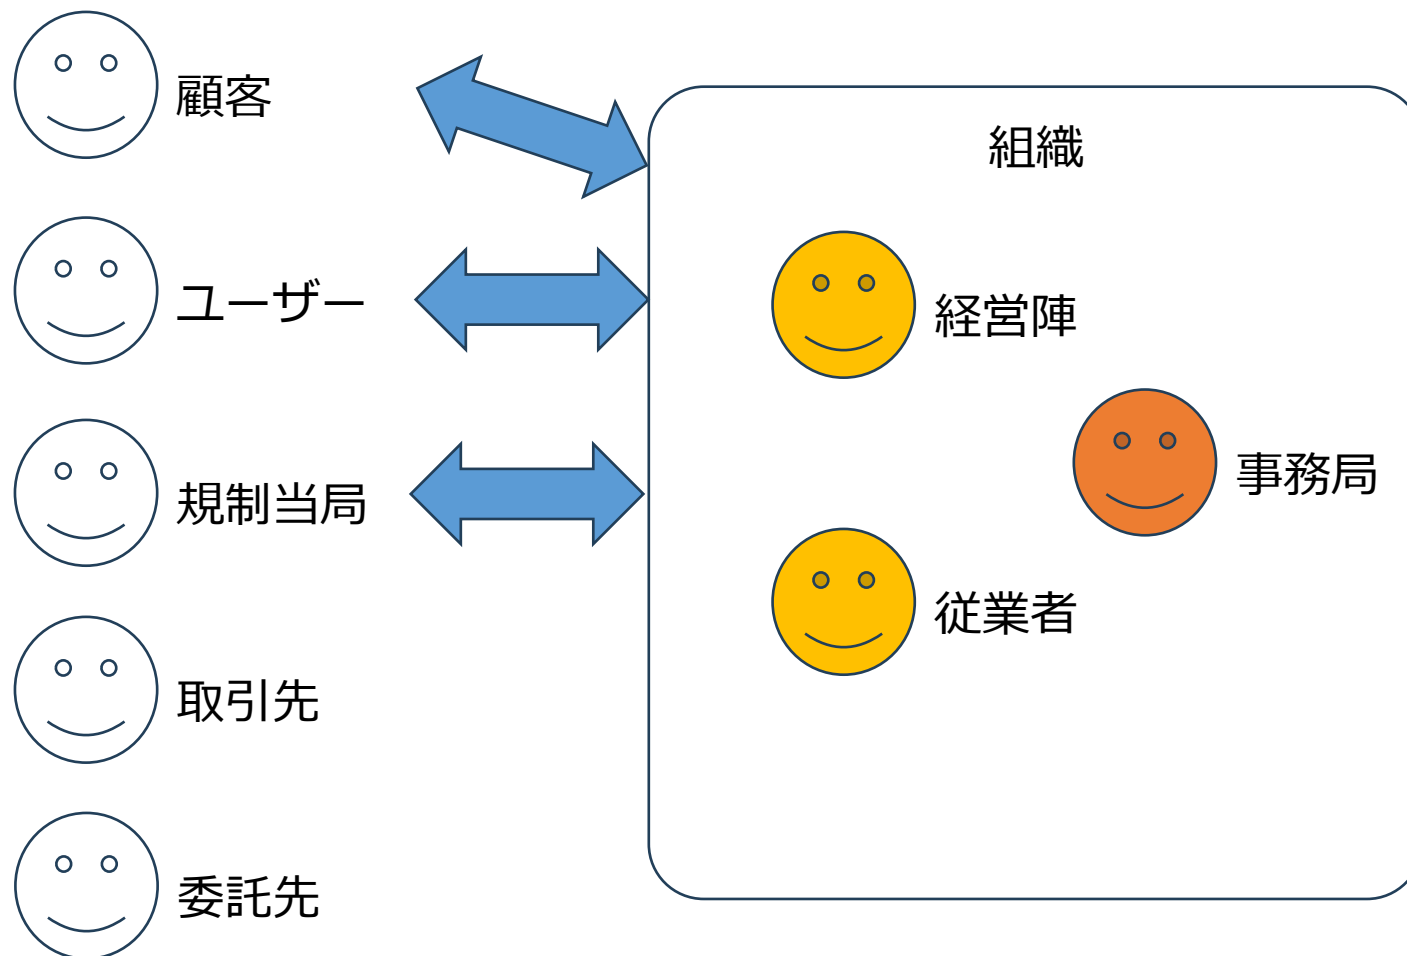 顧客
ユーザー
規制当局
取引先
委託先
組織
経営陣
事務局
従業者